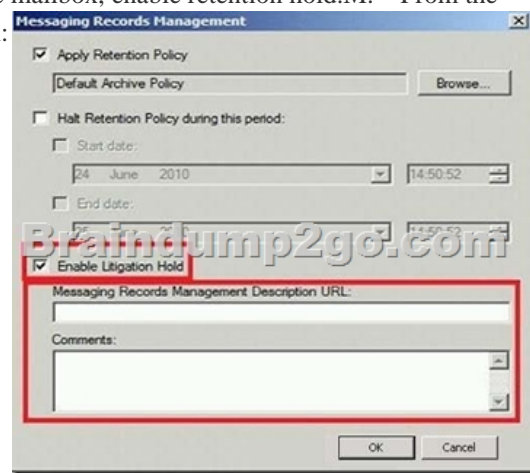 mailbox, enable retention hold.M. From the
:
Messaging Records Management
Apply Retention Policy
Default Archive Policy Browse...
Halt Retention Policy during this period:
Start date:
24 June 2010 14:50:52
End date:
Braindump2go.com
Enable Litigation Hold
Messaging Records Management Description URL:
Comments:
OK Cancel